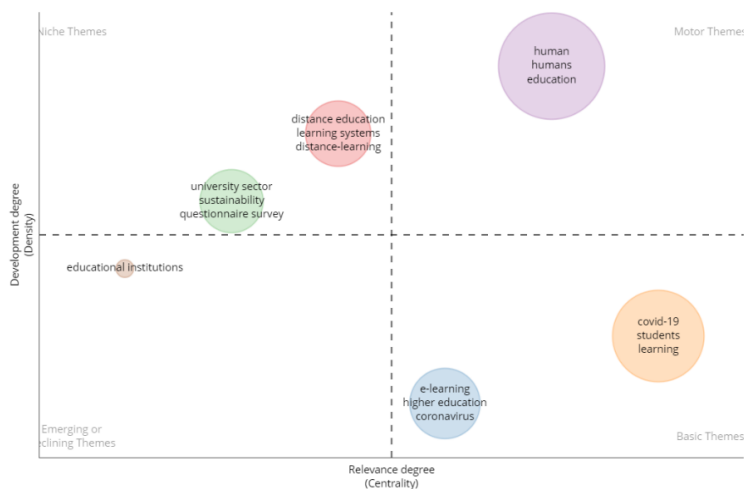 Niche Themes
Motor Themes
human
humans
education
distance education
learning systems
distance-learning
university sector
sustainability
questionnaire survey
educational institutions
covid-19
students
learning
e-learning
higher education
coronavirus
Emerging or
clining Themes
Basic Themes
Development degree
(Density)
Relevance degree
(Centrality)